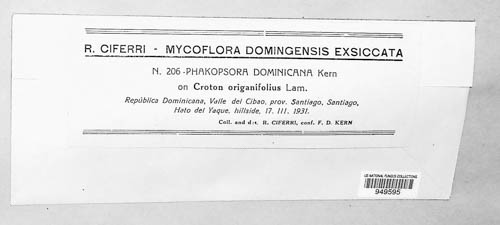 R. CIFERRI - MYCOFLORA DOMINGENSIS EXSICCATA
N. 206 -PHAKOPSORA DOMINICANA Kern
on Croton origanifolius Lam.
República Dominicana, Valle del Cibao, prov. Santiago, Santiago,
Hato del Yaque, hillside, 17. III. 1931.
Coll. and det. R. CIFERRI, conf. F. D. KERN
US NATIONAL FUNGUS COLLECTIONS
949595